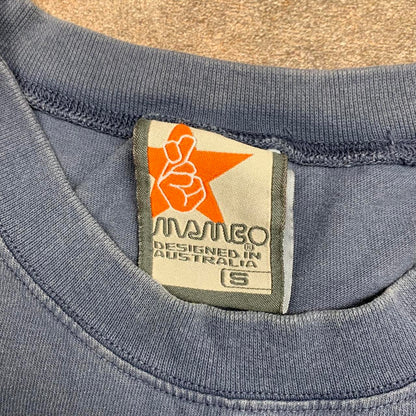 MAMBO®
DESIGNED IN
AUSTRALIA
S